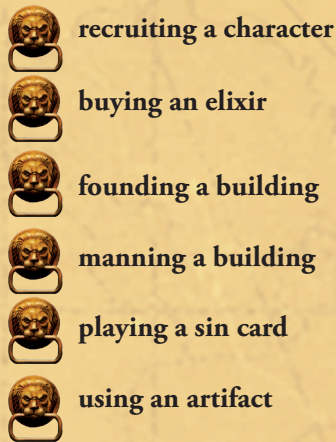 recruiting a character
buying an elixir
founding a building
manning a building
playing a sin card
using an artifact